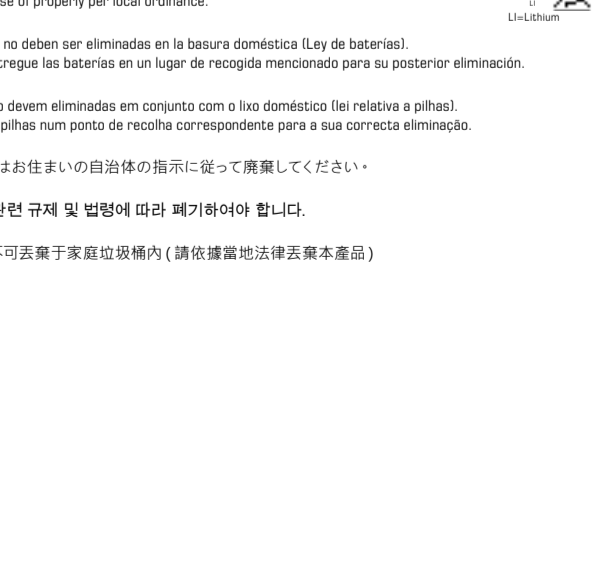 se of properly per local ordinance.
LI
LI=Lithium
no deben ser eliminadas en la basura doméstica (Ley de baterías).
tregue las baterías en un lugar de recogida mencionado para su posterior eliminación.
o devem eliminadas em conjunto com o lixo doméstico (lei relativa a pilhas).
pilhas num ponto de recolha correspondente para a sua correcta eliminação.
はお住まいの自治体の指示に従って廃棄してください。
관련 규제 및 법령에 따라 폐기하여야 합니다.
不可丟棄于家庭垃圾桶內 ( 請依據當地法律丟棄本產品 )